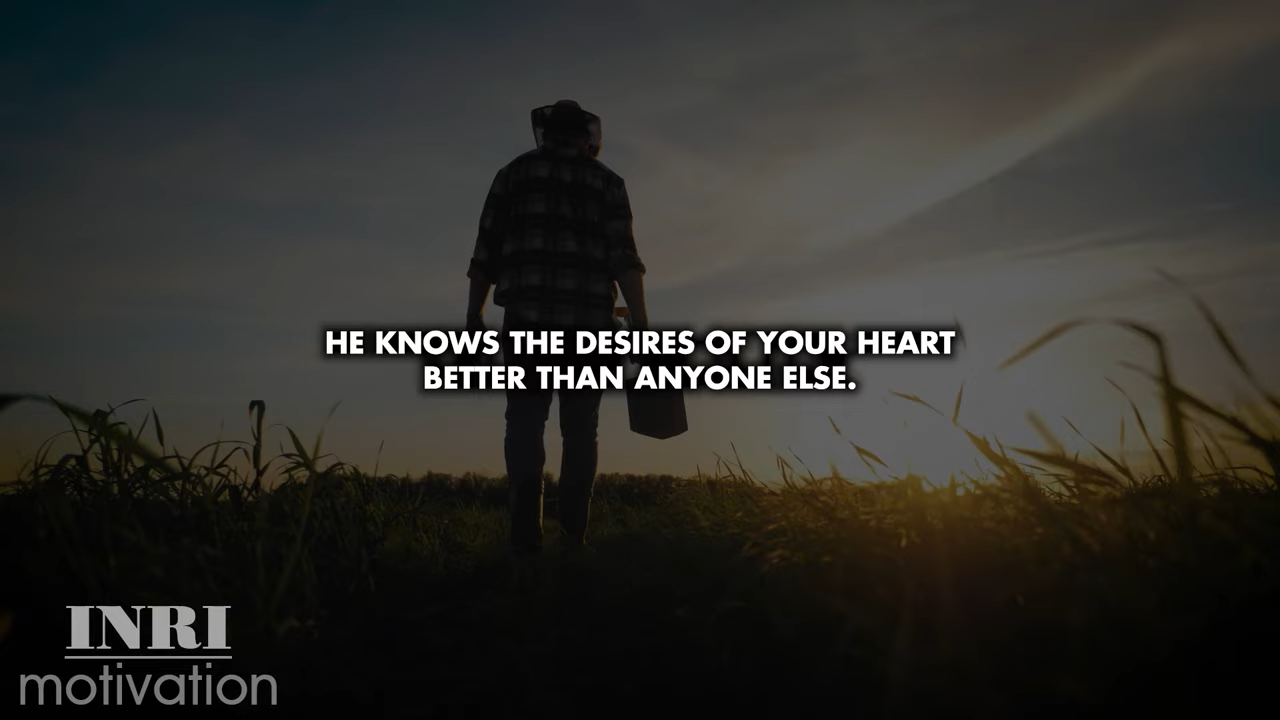 HE KNOWS THE DESIRES OF YOUR HEART
BETTER THAN ANYONE ELSE.
INRI
motivation